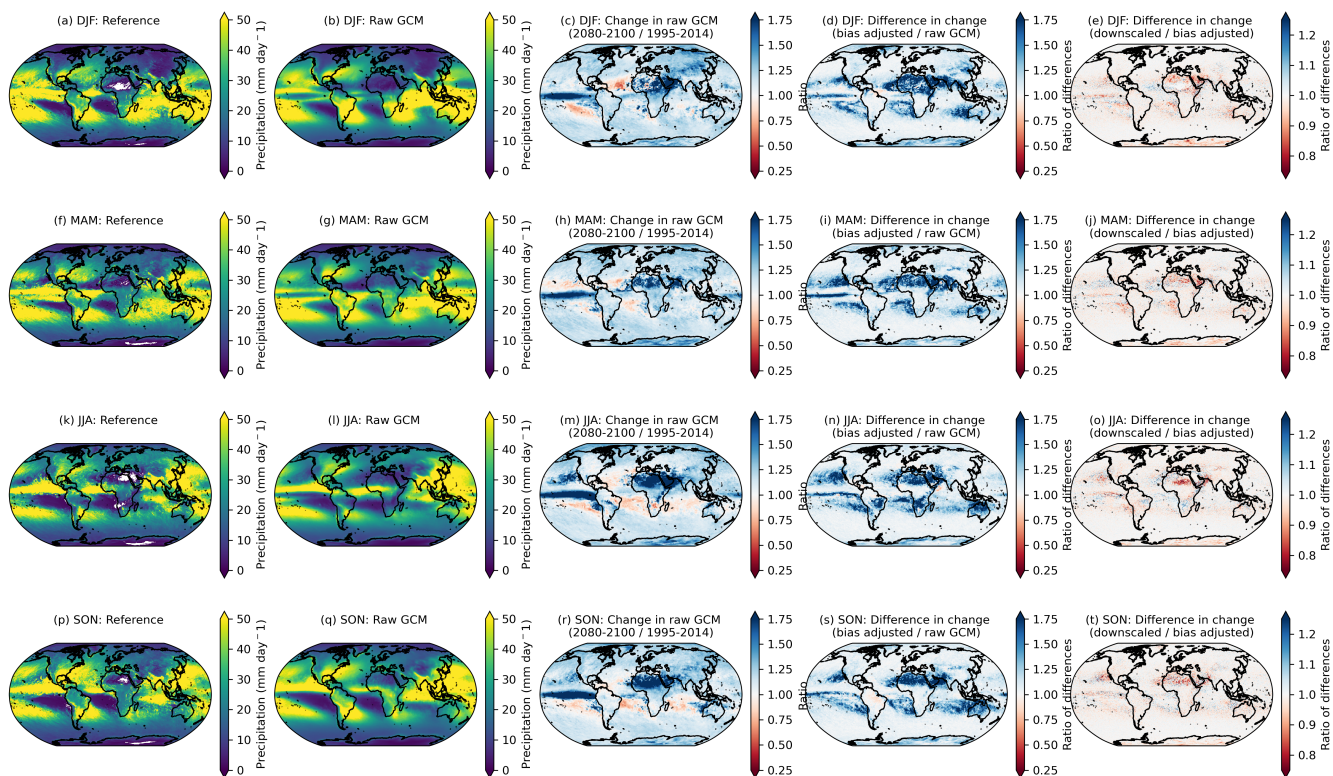 (a) DJF: Reference
(b) DJF: Raw GCM
(c) DJF: Change in raw GCM
(2080-2100 / 1995-2014)
(d) DJF: Difference in change
(bias adjusted / raw GCM)
(e) DJF: Difference in change
(downscaled / bias adjusted)
50
40
30
20
10
0
Precipitation (mm day⁻1)
50
40
30
20
10
0
Precipitation (mm day⁻1)
1.75
1.50
1.25
1.00
0.75
0.50
0.25
Ratio
1.75
1.50
1.25
1.00
0.75
0.50
0.25
Ratio of differences
1.2
1.1
1.0
0.9
0.8
Ratio of differences
(f) MAM: Reference
(g) MAM: Raw GCM
(h) MAM: Change in raw GCM
(2080-2100 / 1995-2014)
(i) MAM: Difference in change
(bias adjusted / raw GCM)
(j) MAM: Difference in change
(downscaled / bias adjusted)
50
40
30
20
10
0
Precipitation (mm day⁻1)
50
40
30
20
10
0
Precipitation (mm day⁻1)
1.75
1.50
1.25
1.00
0.75
0.50
0.25
Ratio
1.75
1.50
1.25
1.00
0.75
0.50
0.25
Ratio of differences
1.2
1.1
1.0
0.9
0.8
Ratio of differences
(k) JJA: Reference
(l) JJA: Raw GCM
(m) JJA: Change in raw GCM
(2080-2100 / 1995-2014)
(n) JJA: Difference in change
(bias adjusted / raw GCM)
(o) JJA: Difference in change
(downscaled / bias adjusted)
50
40
30
20
10
0
Precipitation (mm day⁻1)
50
40
30
20
10
0
Precipitation (mm day⁻1)
1.75
1.50
1.25
1.00
0.75
0.50
0.25
Ratio
1.75
1.50
1.25
1.00
0.75
0.50
0.25
Ratio of differences
1.2
1.1
1.0
0.9
0.8
Ratio of differences
(p) SON: Reference
(q) SON: Raw GCM
(r) SON: Change in raw GCM
(2080-2100 / 1995-2014)
(s) SON: Difference in change
(bias adjusted / raw GCM)
(t) SON: Difference in change
(downscaled / bias adjusted)
50
40
30
20
10
0
Precipitation (mm day⁻1)
50
40
30
20
10
0
Precipitation (mm day⁻1)
1.75
1.50
1.25
1.00
0.75
0.50
0.25
Ratio
1.75
1.50
1.25
1.00
0.75
0.50
0.25
Ratio of differences
1.2
1.1
1.0
0.9
0.8
Ratio of differences